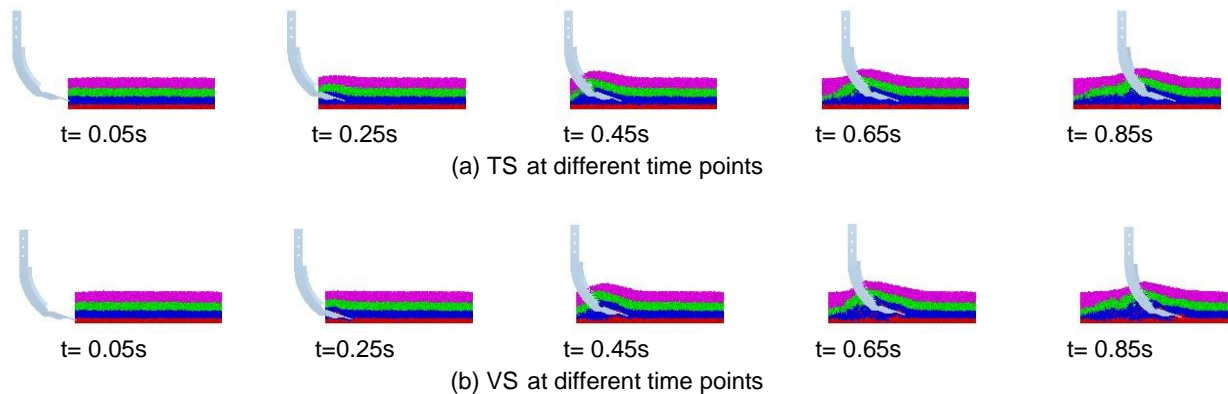 t= 0.05s t= 0.25s t= 0.45s t= 0.65s t= 0.85s
(a) TS at different time points
t= 0.05s t=0.25s t= 0.45s t= 0.65s t= 0.85s
(b) VS at different time points